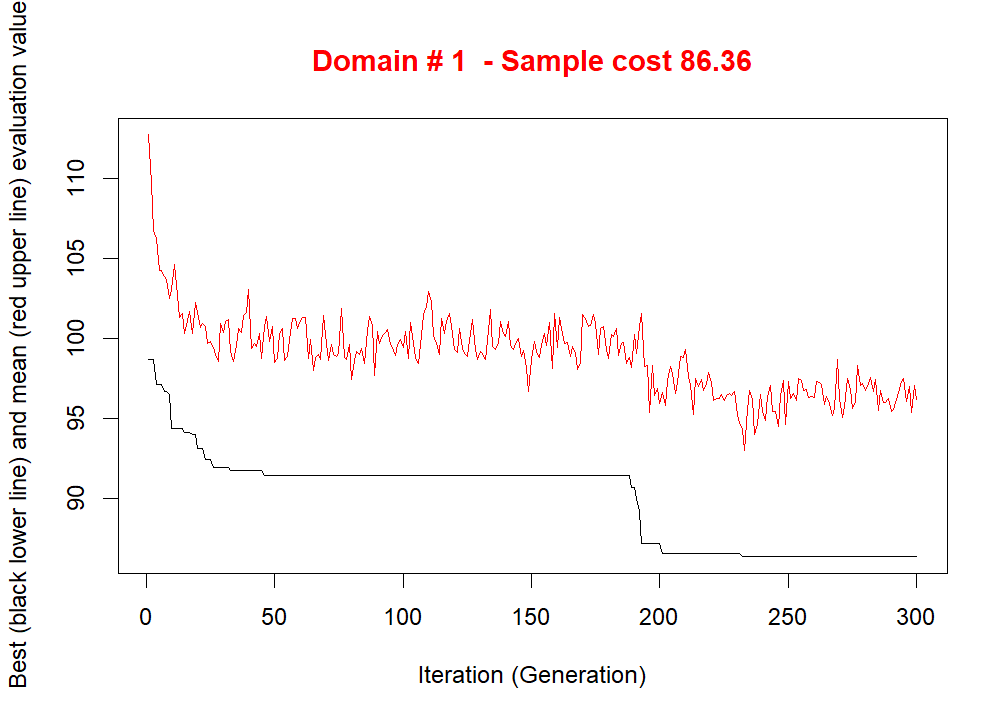 Domain # 1  - Sample cost 86.36
Best (black lower line) and mean (red upper line) evaluation value
110
105
100
95
90
0 50 100 150 200 250 300
Iteration (Generation)